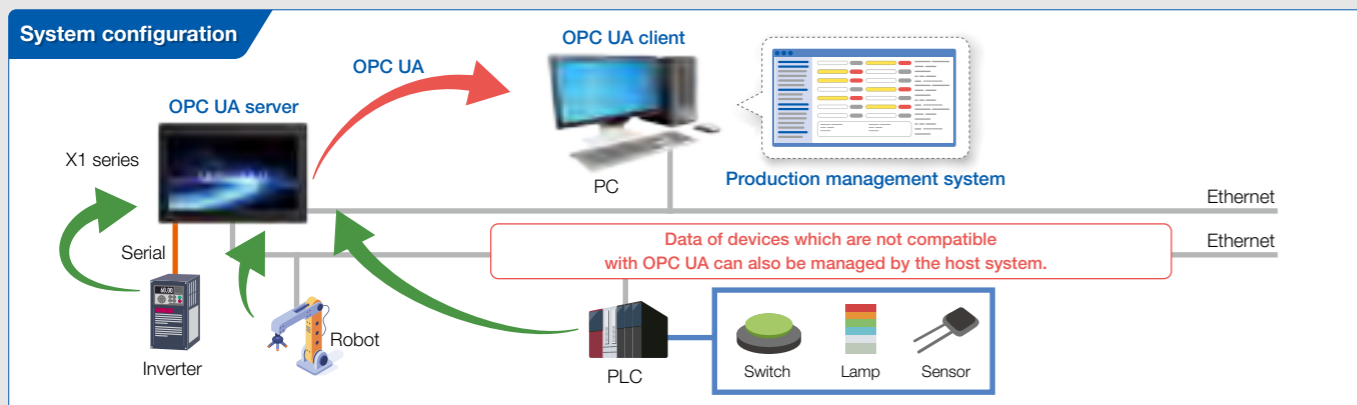 System configuration
OPC UA client
OPC UA
OPC UA server
X1 series
PC
Production management system
Ethernet
Serial
Data of devices which are not compatible
with OPC UA can also be managed by the host system.
Ethernet
60.00
Inverter
Robot
PLC
Switch
Lamp
Sensor